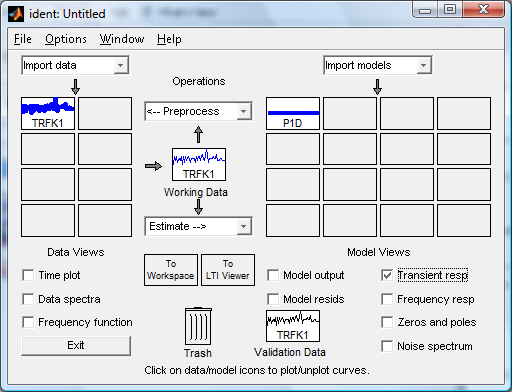 ident: Untitled
File Options Window Help
Import data
Import models
Operations
<-- Preprocess
TRFK1
P1D
TRFK1
Working Data
Estimate -->
Data Views
Model Views
To Workspace
To LTI Viewer
Time plot
Data spectra
Frequency function
Model output
Model resids
Transient resp
Frequency resp
Zeros and poles
Noise spectrum
Exit
Trash
TRFK1
Validation Data
Click on data/model icons to plot/unplot curves.